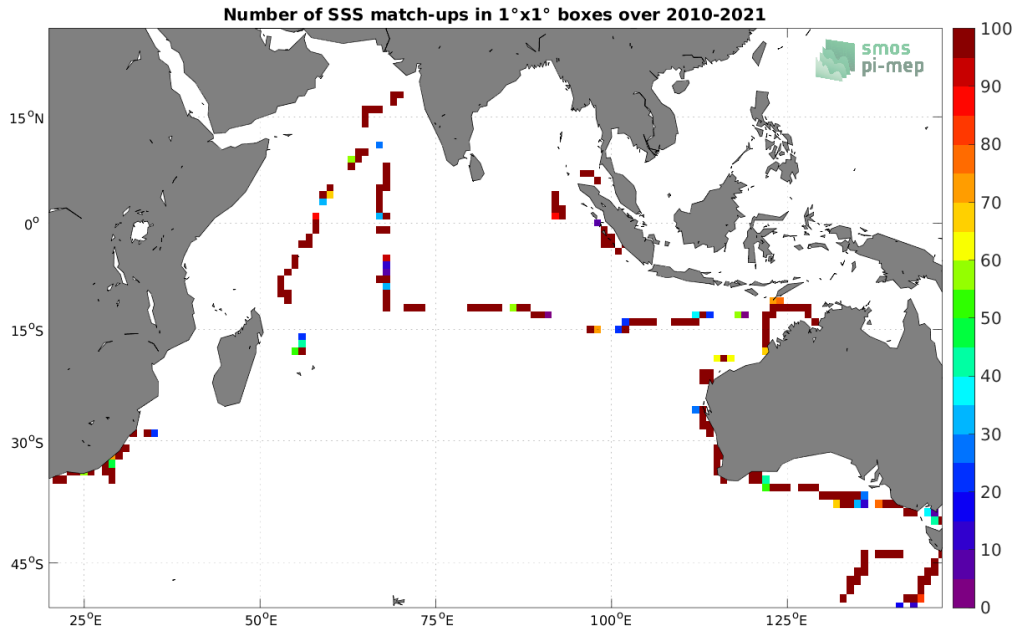 Number of SSS match-ups in 1°x1° boxes over 2010-2021
smos
pi-mep
15°N
0°
15°S
30°S
45°S
25°E
50°E
75°E
100°E
125°E
100
90
80
70
60
50
40
30
20
10
0